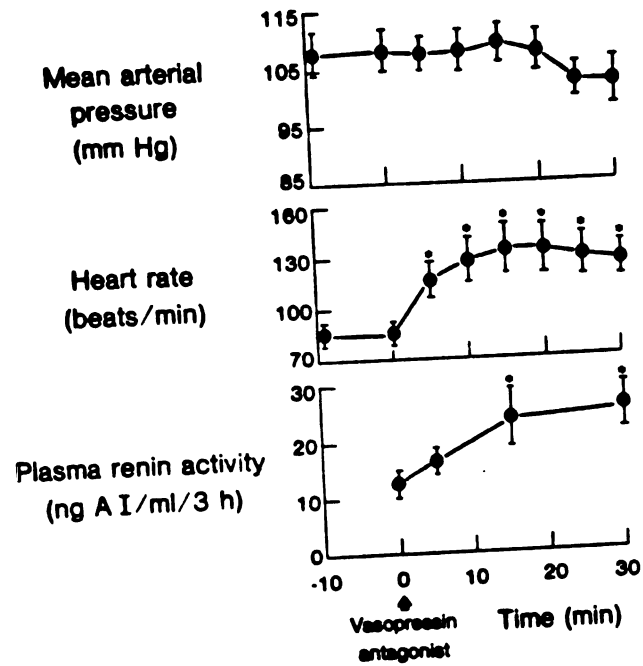 115
105
95
85
Mean arterial
pressure
(mm Hg)
160
130
100
70
Heart rate
(beats/min)
* * * * * *
30
20
10
0
Plasma renin activity
(ng A I/ml/3 h)
* *
-10 0 10 20 30
Vasopressin
antagonist
Time (min)